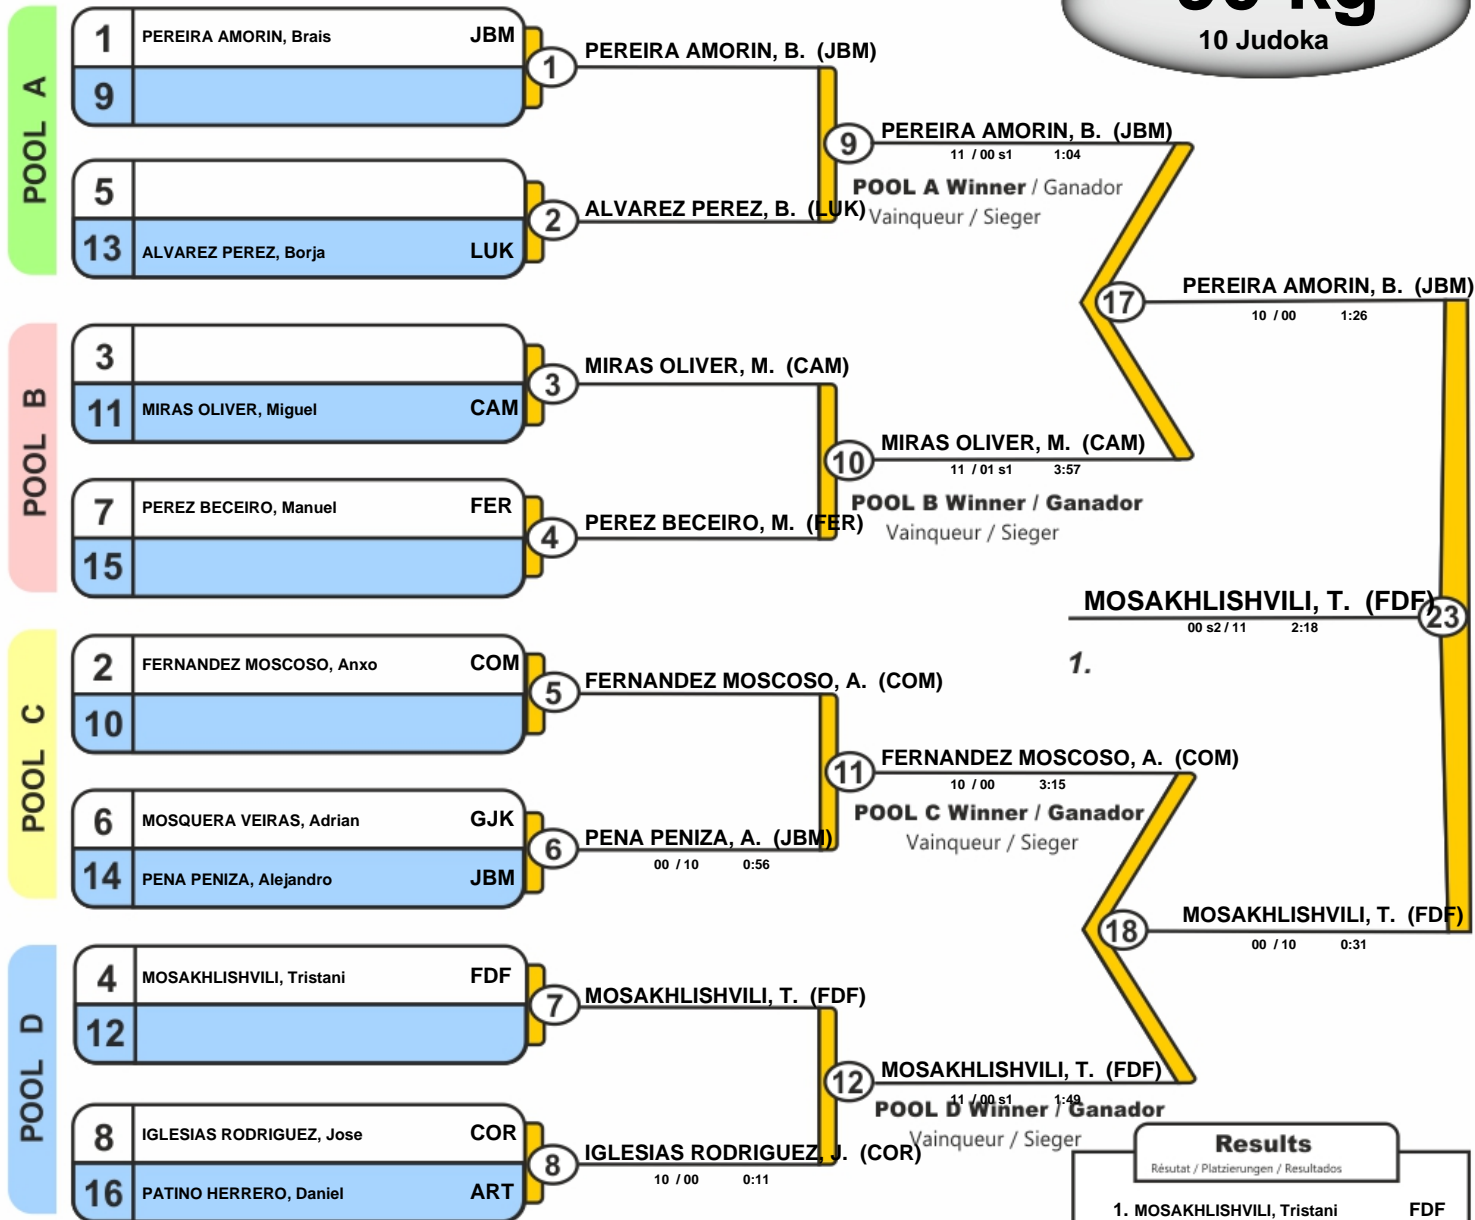 kg
10 Judoka
POOL A
1 PEREIRA AMORIN, Brais JBM
9
1 PEREIRA AMORIN, B. (JBM)
5
13 ALVAREZ PEREZ, Borja LUK
2 ALVAREZ PEREZ, B. (LUK)
9 PEREIRA AMORIN, B. (JBM)
11 / 00 s1 1:04
POOL A Winner / Ganador
Vainqueur / Sieger
POOL B
3
11 MIRAS OLIVER, Miguel CAM
3 MIRAS OLIVER, M. (CAM)
7 PEREZ BECEIRO, Manuel FER
15
4 PEREZ BECEIRO, M. (FER)
10 MIRAS OLIVER, M. (CAM)
11 / 01 s1 3:57
POOL B Winner / Ganador
Vainqueur / Sieger
17 PEREIRA AMORIN, B. (JBM)
10 / 00 1:26
MOSAKHLISHVILI, T. (FDF) 23
00 s2 / 11 2:18
1.
POOL C
2 FERNANDEZ MOSCOSO, Anxo COM
10
5 FERNANDEZ MOSCOSO, A. (COM)
6 MOSQUERA VEIRAS, Adrian GJK
14 PENA PENIZA, Alejandro JBM
6 PENA PENIZA, A. (JBM)
00 / 10 0:56
11 FERNANDEZ MOSCOSO, A. (COM)
10 / 00 3:15
POOL C Winner / Ganador
Vainqueur / Sieger
POOL D
4 MOSAKHLISHVILI, Tristani FDF
12
7 MOSAKHLISHVILI, T. (FDF)
8 IGLESIAS RODRIGUEZ, Jose COR
16 PATINO HERRERO, Daniel ART
8 IGLESIAS RODRIGUEZ, J. (COR)
10 / 00 0:11
12 MOSAKHLISHVILI, T. (FDF)
11 / 00 s1 1:49
POOL D Winner / Ganador
Vainqueur / Sieger
18 MOSAKHLISHVILI, T. (FDF)
00 / 10 0:31
Results
Résutat / Platzierungen / Resultados
1. MOSAKHLISHVILI, Tristani FDF